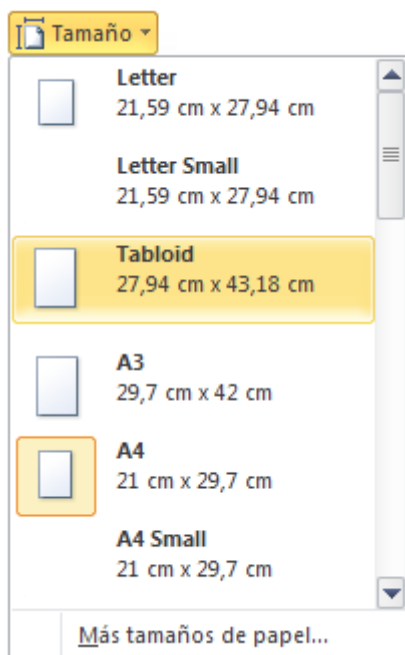 Tamaño
Letter
21,59 cm x 27,94 cm
Letter Small
21,59 cm x 27,94 cm
Tabloid
27,94 cm x 43,18 cm
A3
29,7 cm x 42 cm
A4
21 cm x 29,7 cm
A4 Small
21 cm x 29,7 cm
Más tamaños de papel...